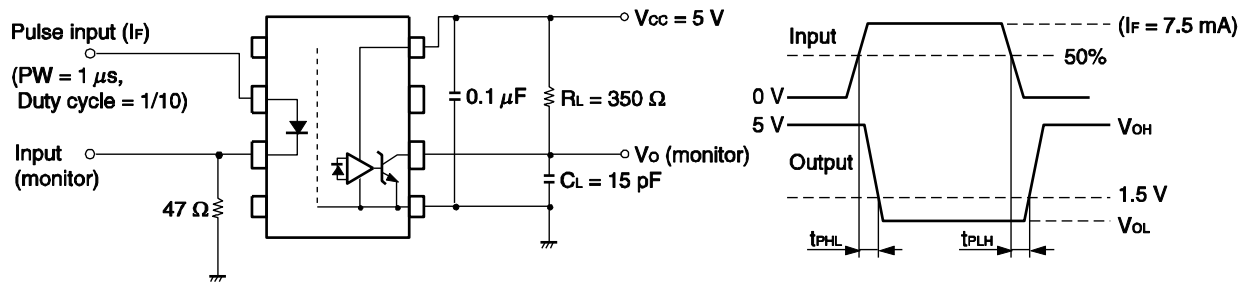 Pulse input (IF)
(PW = 1 μs,
Duty cycle = 1/10)
Input
(monitor)
47 Ω
VCC = 5 V
0.1 μF
RL = 350 Ω
VO (monitor)
CL = 15 pF
Input
(IF = 7.5 mA)
50%
0 V
5 V
VOH
Output
1.5 V
VOL
tPHL
tPLH